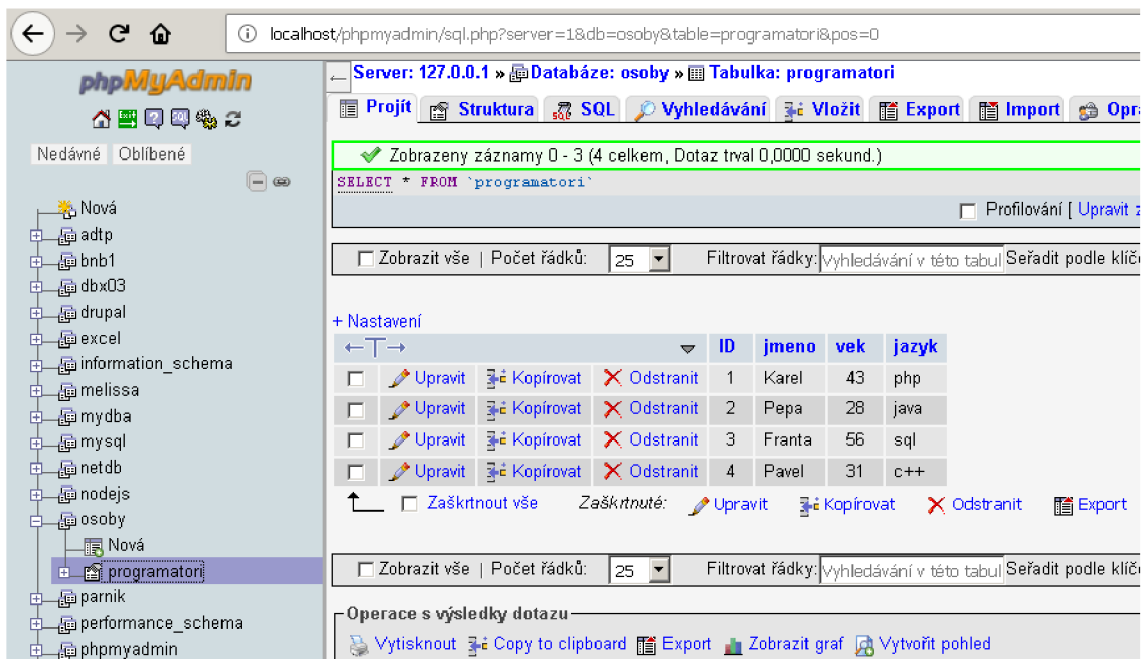 localhost/phpmyadmin/sql.php?server=1&db=osoby&table=programatori&pos=0
phpMyAdmin
Nedávné Oblíbené
Nová
adtp
bnb1
dbx03
drupal
excel
information_schema
melissa
mydba
mysql
netdb
nodejs
osoby
Nová
programatori
parnik
performance_schema
phpmyadmin
Server: 127.0.0.1 » Databáze: osoby » Tabulka: programatori
Projít Struktura SQL Vyhledávání Vložit Export Import Oprá
Zobrazeny záznamy 0 - 3 (4 celkem, Dotaz trval 0,0000 sekund.)
SELECT * FROM `programatori`
Profilování [ Upravit z
Zobrazit vše | Počet řádků: 25 Filtrovat řádky: Vyhledávání v této tabul Seřadit podle klíče
+ Nastavení
←T→ ID jmeno vek jazyk
Upravit Kopírovat Odstranit 1 Karel 43 php
Upravit Kopírovat Odstranit 2 Pepa 28 java
Upravit Kopírovat Odstranit 3 Franta 56 sql
Upravit Kopírovat Odstranit 4 Pavel 31 c++
Zaškrtnout vše Zaškrtnuté: Upravit Kopírovat Odstranit Export
Zobrazit vše | Počet řádků: 25 Filtrovat řádky: Vyhledávání v této tabul Seřadit podle klíče
Operace s výsledky dotazu
Vytisknout Copy to clipboard Export Zobrazit graf Vytvořit pohled